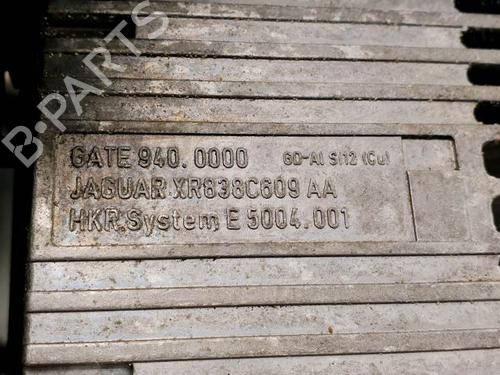 B-PARTS
GATE 940.0000 GD-Al Si12 (Cu)
JAGUAR XR838C609 AA
HKR.System E 5004.001